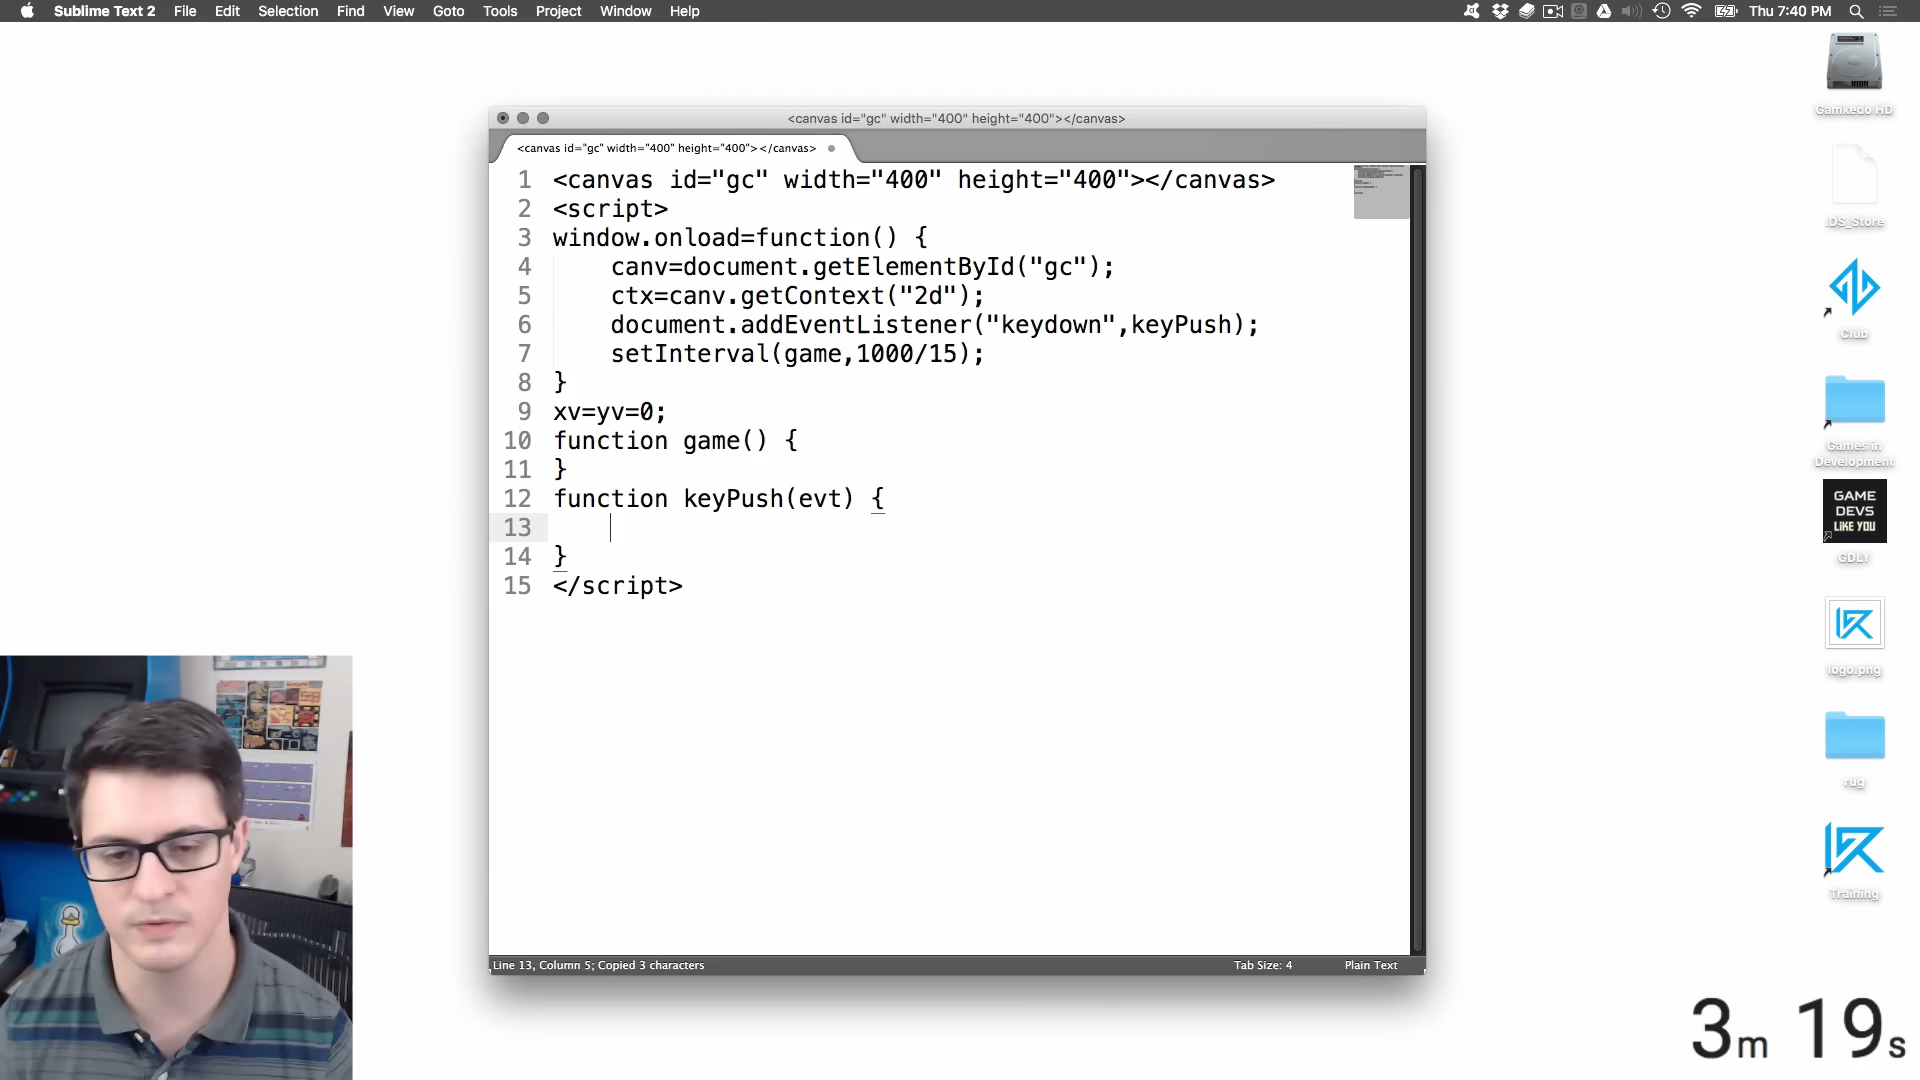 Sublime Text 2 File Edit Selection Find View Goto Tools Project Window Help Thu 7:40 PM
Gamkedo HD
.DS_Store
Club
Games in
Development
GAME
DEVS
LiKE YOU
GDLY
logo.png
rug
Training
<canvas id="gc" width="400" height="400"></canvas>
<canvas id="gc" width="400" height="400"></canvas>
1 <canvas id="gc" width="400" height="400"></canvas>
2 <script>
3 window.onload=function() {
4 canv=document.getElementById("gc");
5 ctx=canv.getContext("2d");
6 document.addEventListener("keydown",keyPush);
7 setInterval(game,1000/15);
8 }
9 xv=yv=0;
10 function game() {
11 }
12 function keyPush(evt) {
13
14 }
15 </script>
Line 13, Column 5; Copied 3 characters Tab Size: 4 Plain Text
3m 19s